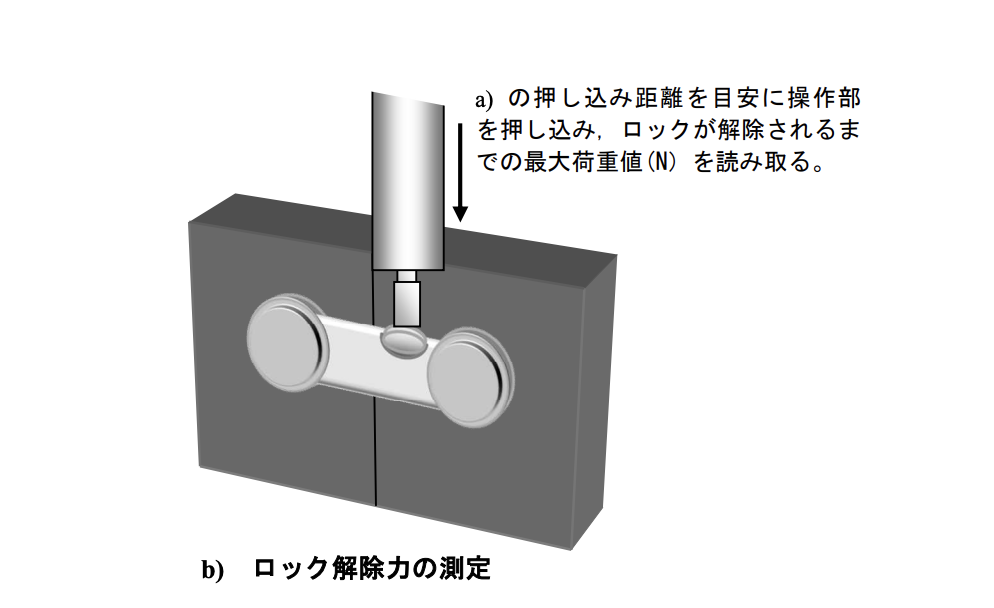 a) の押し込み距離を目安に操作部
を押し込み, ロックが解除されるま
での最大荷重値(N) を読み取る。
b) ロック解除力の測定